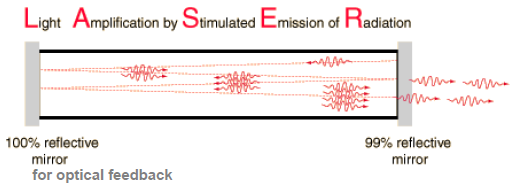 Light Amplification by Stimulated Emission of Radiation
100% reflective
mirror
for optical feedback
99% reflective
mirror